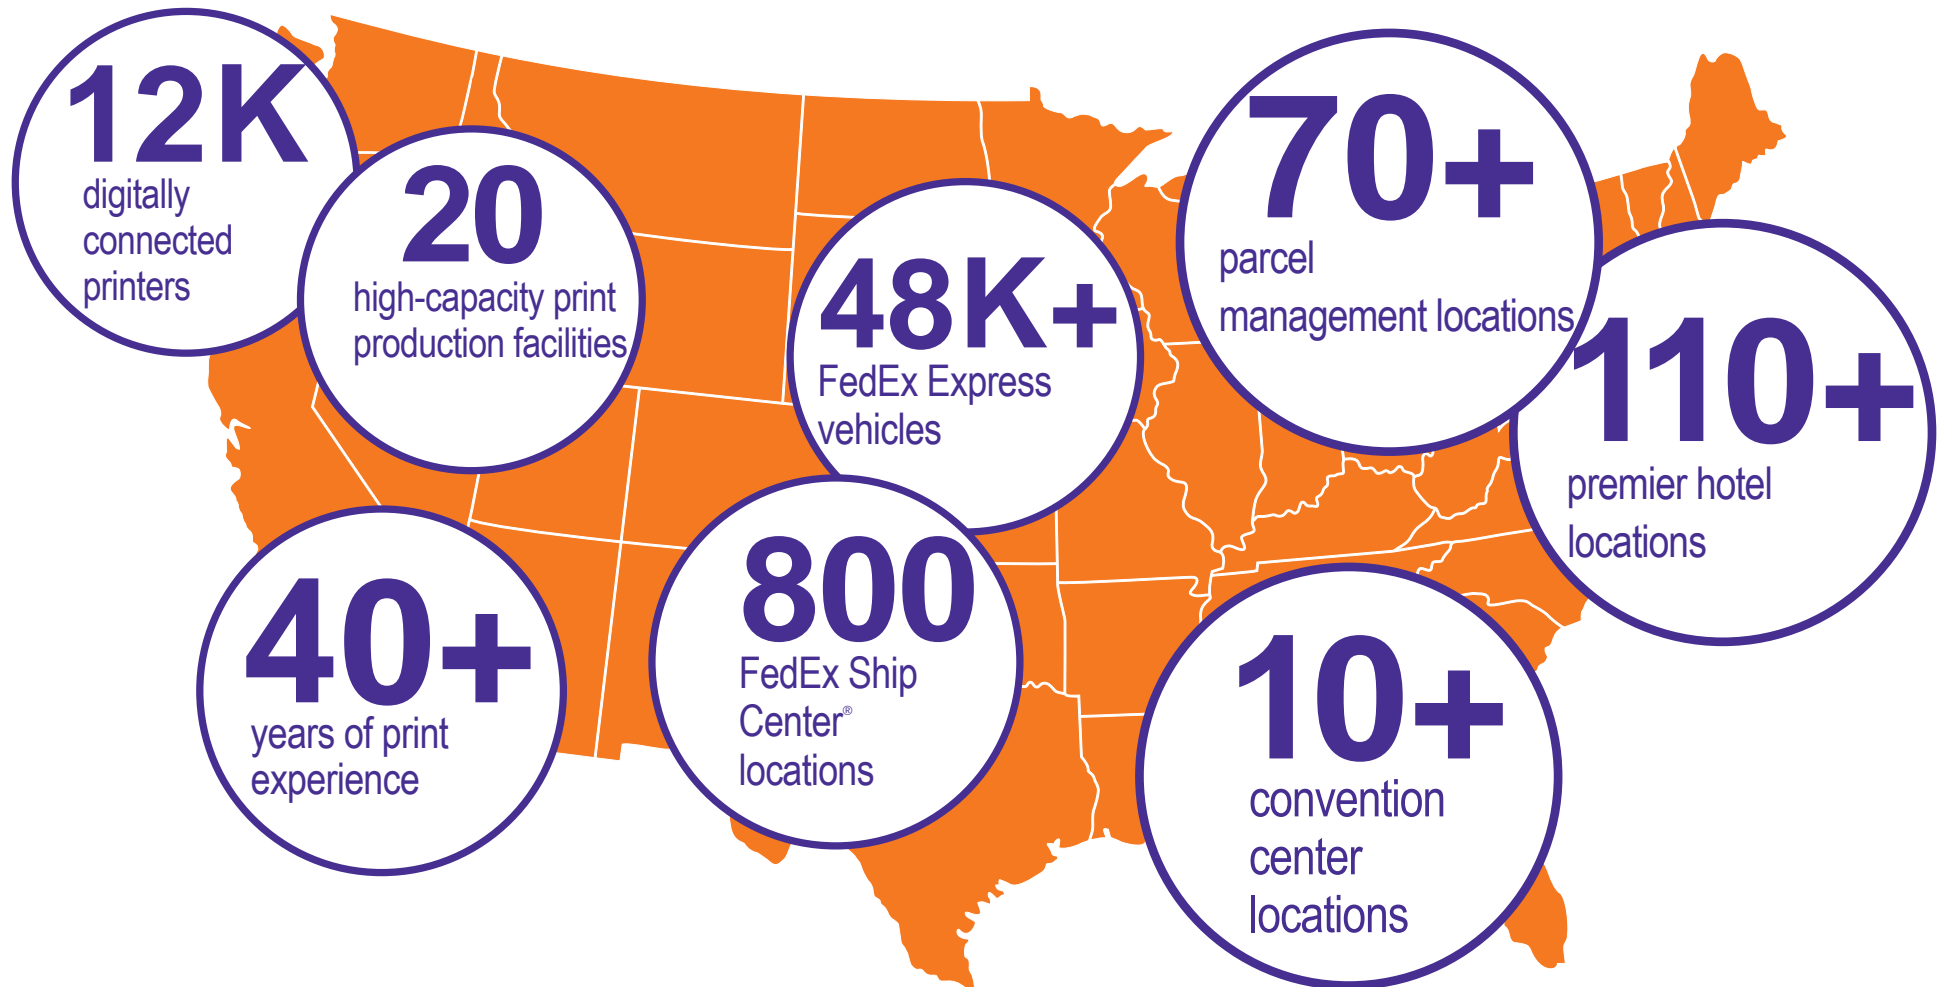 12K
digitally
connected
printers
20
high-capacity print
production facilities
48K+
FedEx Express
vehicles
70+
parcel
management locations
110+
premier hotel
locations
40+
years of print
experience
800
FedEx Ship
Center®
locations
10+
convention
center
locations